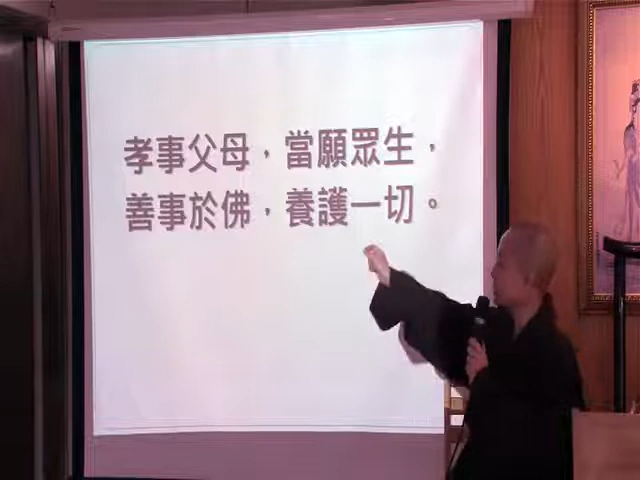 孝事父母，當願眾生，
善事於佛，養護一切。